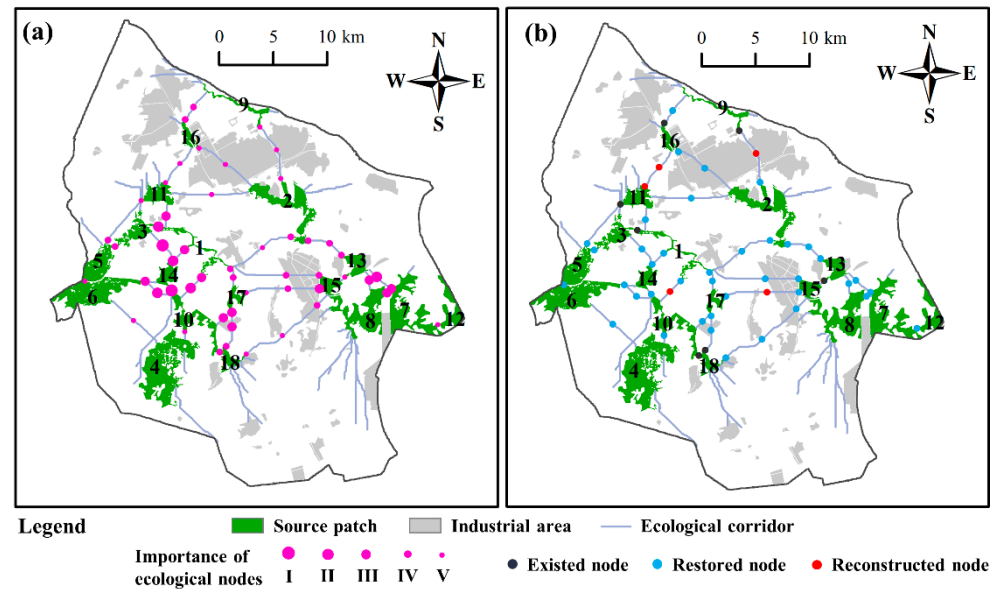 (a)
0 5 10 km
N
W E
S
9
16
11
2
3
1
5
13
14
6
15
17
7
10
8
12
18
4
(b)
0 5 10 km
N
W E
S
9
16
11
2
3
1
5
13
14
6
15
17
7
10
8
12
18
4
Legend
Source patch Industrial area Ecological corridor
Importance of
ecological nodes
I II III IV V
Existed node Restored node Reconstructed node